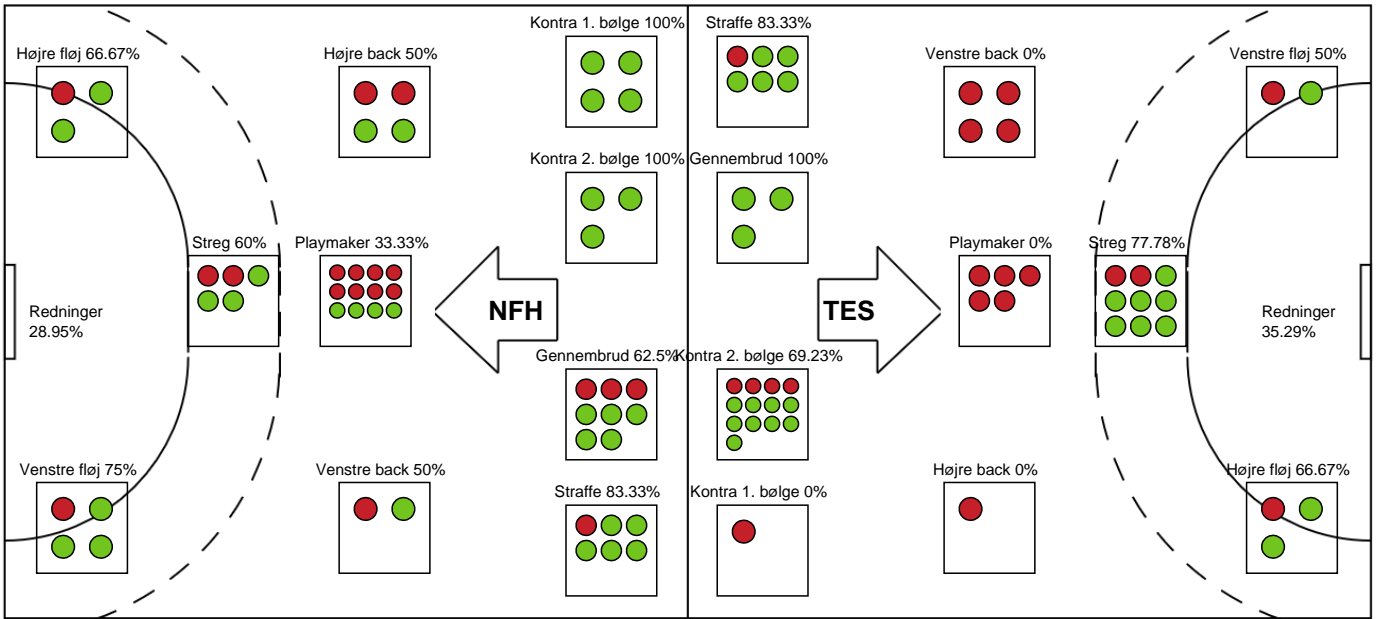 Kontra 1. bølge 100%
Straffe 83.33%
Højre fløj 66.67%
Højre back 50%
Venstre back 0%
Venstre fløj 50%
Kontra 2. bølge 100%
Gennembrud 100%
Streg 60%
Playmaker 33.33%
Playmaker 0%
Streg 77.78%
Redninger
28.95%
NFH
TES
Redninger
35.29%
Gennembrud 62.5%
Kontra 2. bølge 69.23%
Venstre fløj 75%
Venstre back 50%
Højre back 0%
Højre fløj 66.67%
Straffe 83.33%
Kontra 1. bølge 0%